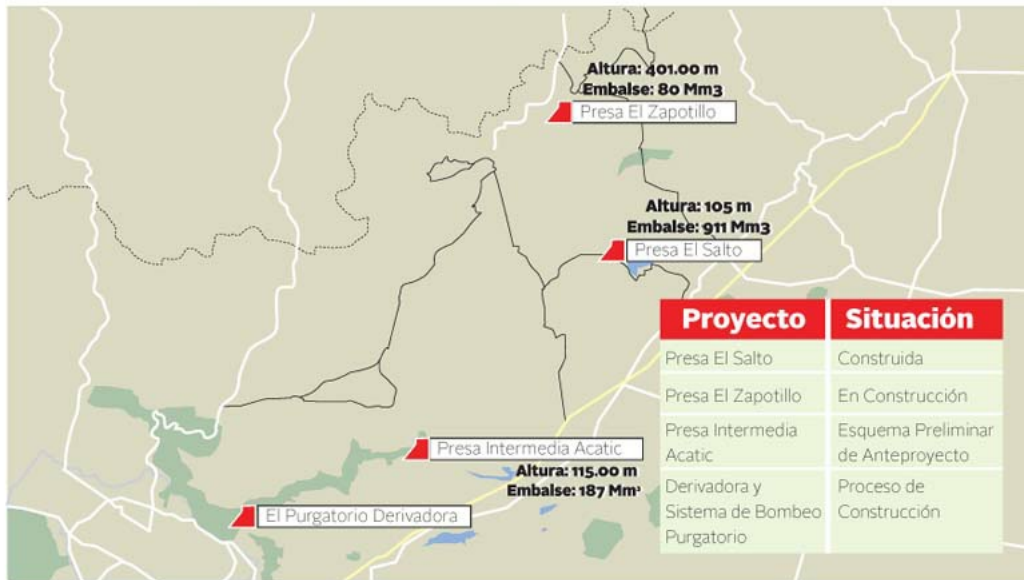 Altura: 401.00 m
Embalse: 80 Mm3
Presa El Zapotillo
Altura: 105 m
Embalse: 911 Mm3
Presa El Salto
Presa Intermedia Acatic
Altura: 115.00 m
Embalse: 187 Mm³
El Purgatorio Derivadora
Proyecto Situación
Presa El Salto Construida
Presa El Zapotillo En Construcción
Presa Intermedia Esquema Preliminar
Acatic de Anteproyecto
Derivadora y Proceso de
Sistema de Bombeo Construcción
Purgatorio